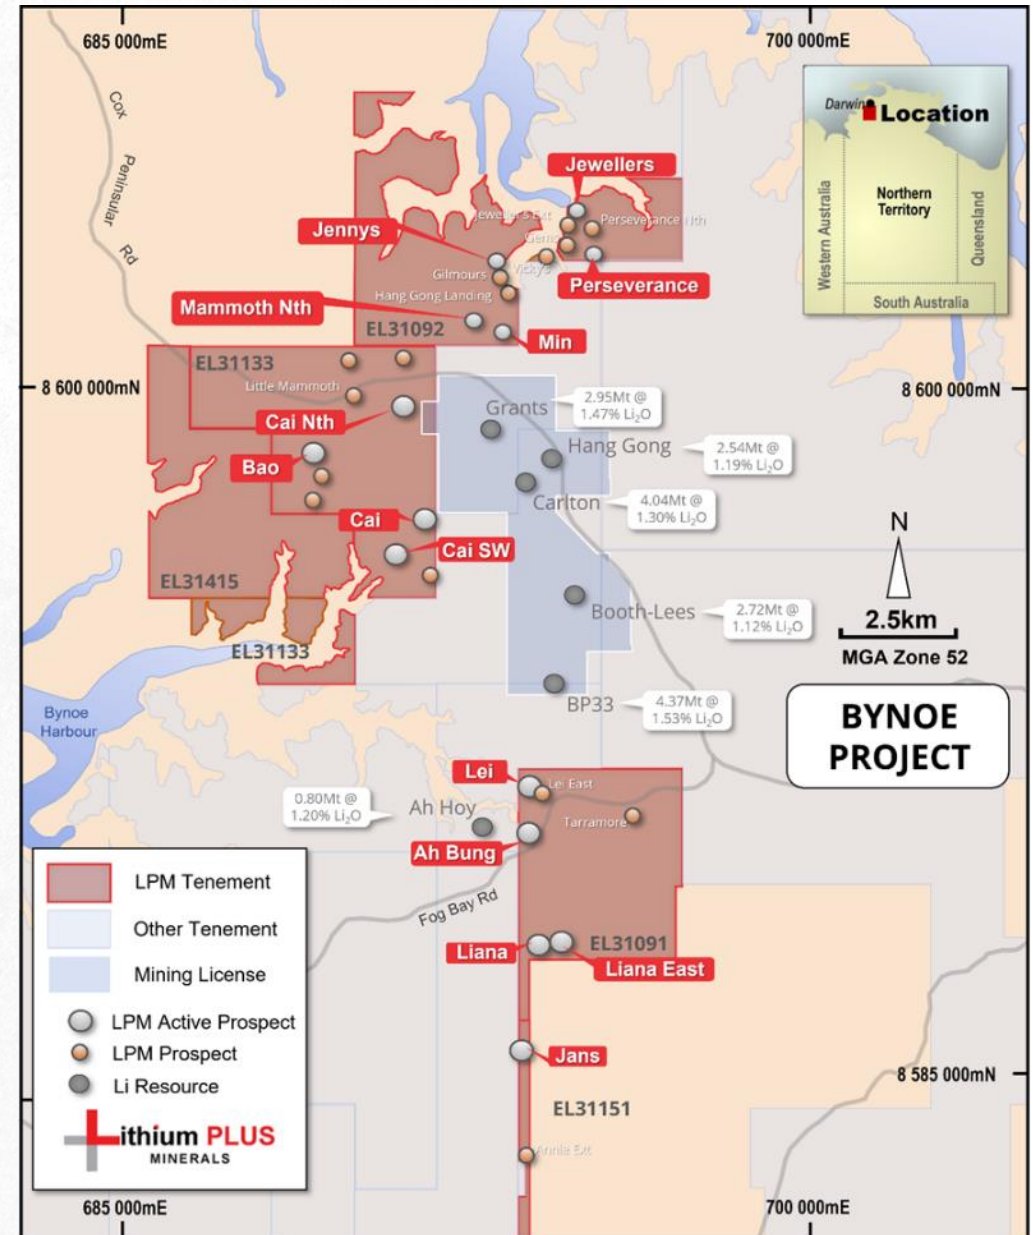 685 000mE
700 000mE
Cox
Peninsular
Rd
Darwin
Location
Northern
Territory
Western Australia
Queensland
South Australia
Jewellers
Jeweller's Ext
Perseverance Nth
Gems
Jennys
Vicky's
Gilmours
Perseverance
Hang Gong Landing
Mammoth Nth
EL31092
Min
EL31133
8 600 000mN
8 600 000mN
Little Mammoth
Grants
2.95Mt @
1.47% Li₂O
Cai Nth
Hang Gong
2.54Mt @
1.19% Li₂O
Bao
Carlton
4.04Mt @
1.30% Li₂O
Cai
N
Cai SW
EL31415
Booth-Lees
2.72Mt @
1.12% Li₂O
2.5km
MGA Zone 52
EL31133
BP33
4.37Mt @
1.53% Li₂O
Bynoe
Harbour
BYNOE
PROJECT
Lei
Lei East
0.80Mt @
1.20% Li₂O
Ah Hoy
Tarramore
Ah Bung
Fog Bay Rd
Liana
EL31091
Liana East
LPM Tenement
Other Tenement
Mining License
LPM Active Prospect
LPM Prospect
Li Resource
Lithium PLUS
MINERALS
Jans
8 585 000mN
EL31151
Annie Ext
685 000mE
700 000mE